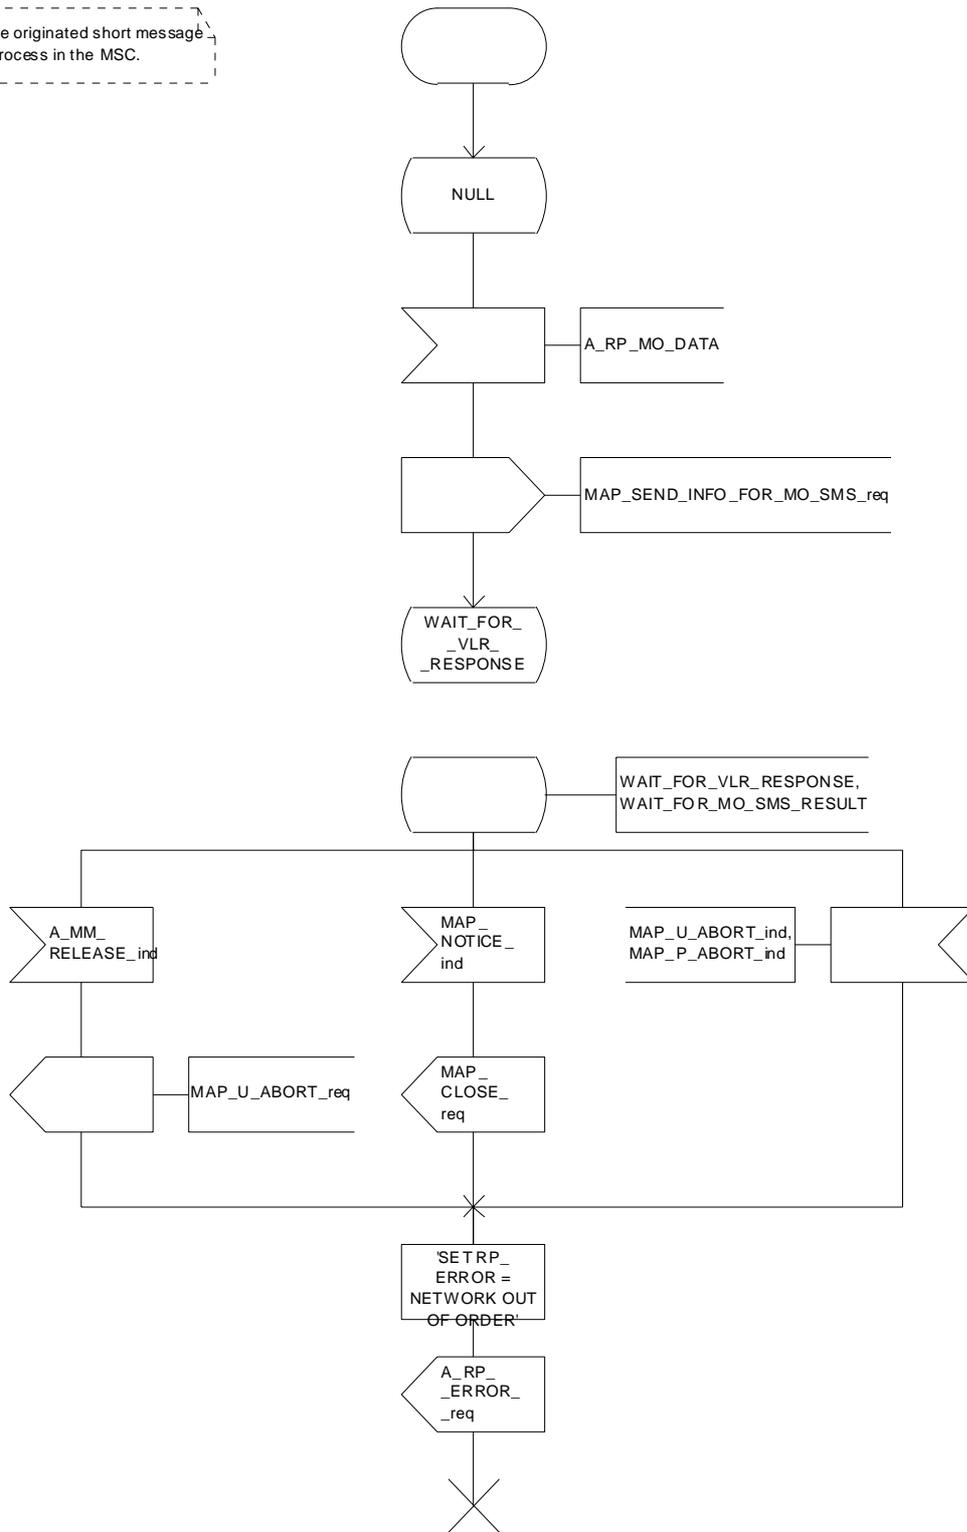 e originated short message
rocess in the MSC.
NULL
A_RP_MO_DATA
MAP_SEND_INFO_FOR_MO_SMS_req
WAIT_FOR_
_VLR_
_RESPONSE
WAIT_FOR_VLR_RESPONSE,
WAIT_FOR_MO_SMS_RESULT
A_MM_
RELEASE_ind
MAP_
NOTICE_
ind
MAP_U_ABORT_ind,
MAP_P_ABORT_ind
MAP_U_ABORT_req
MAP_
CLOSE_
req
'SET RP_
ERROR =
NETWORK OUT
OF ORDER'
A_RP_
_ERROR_
_req